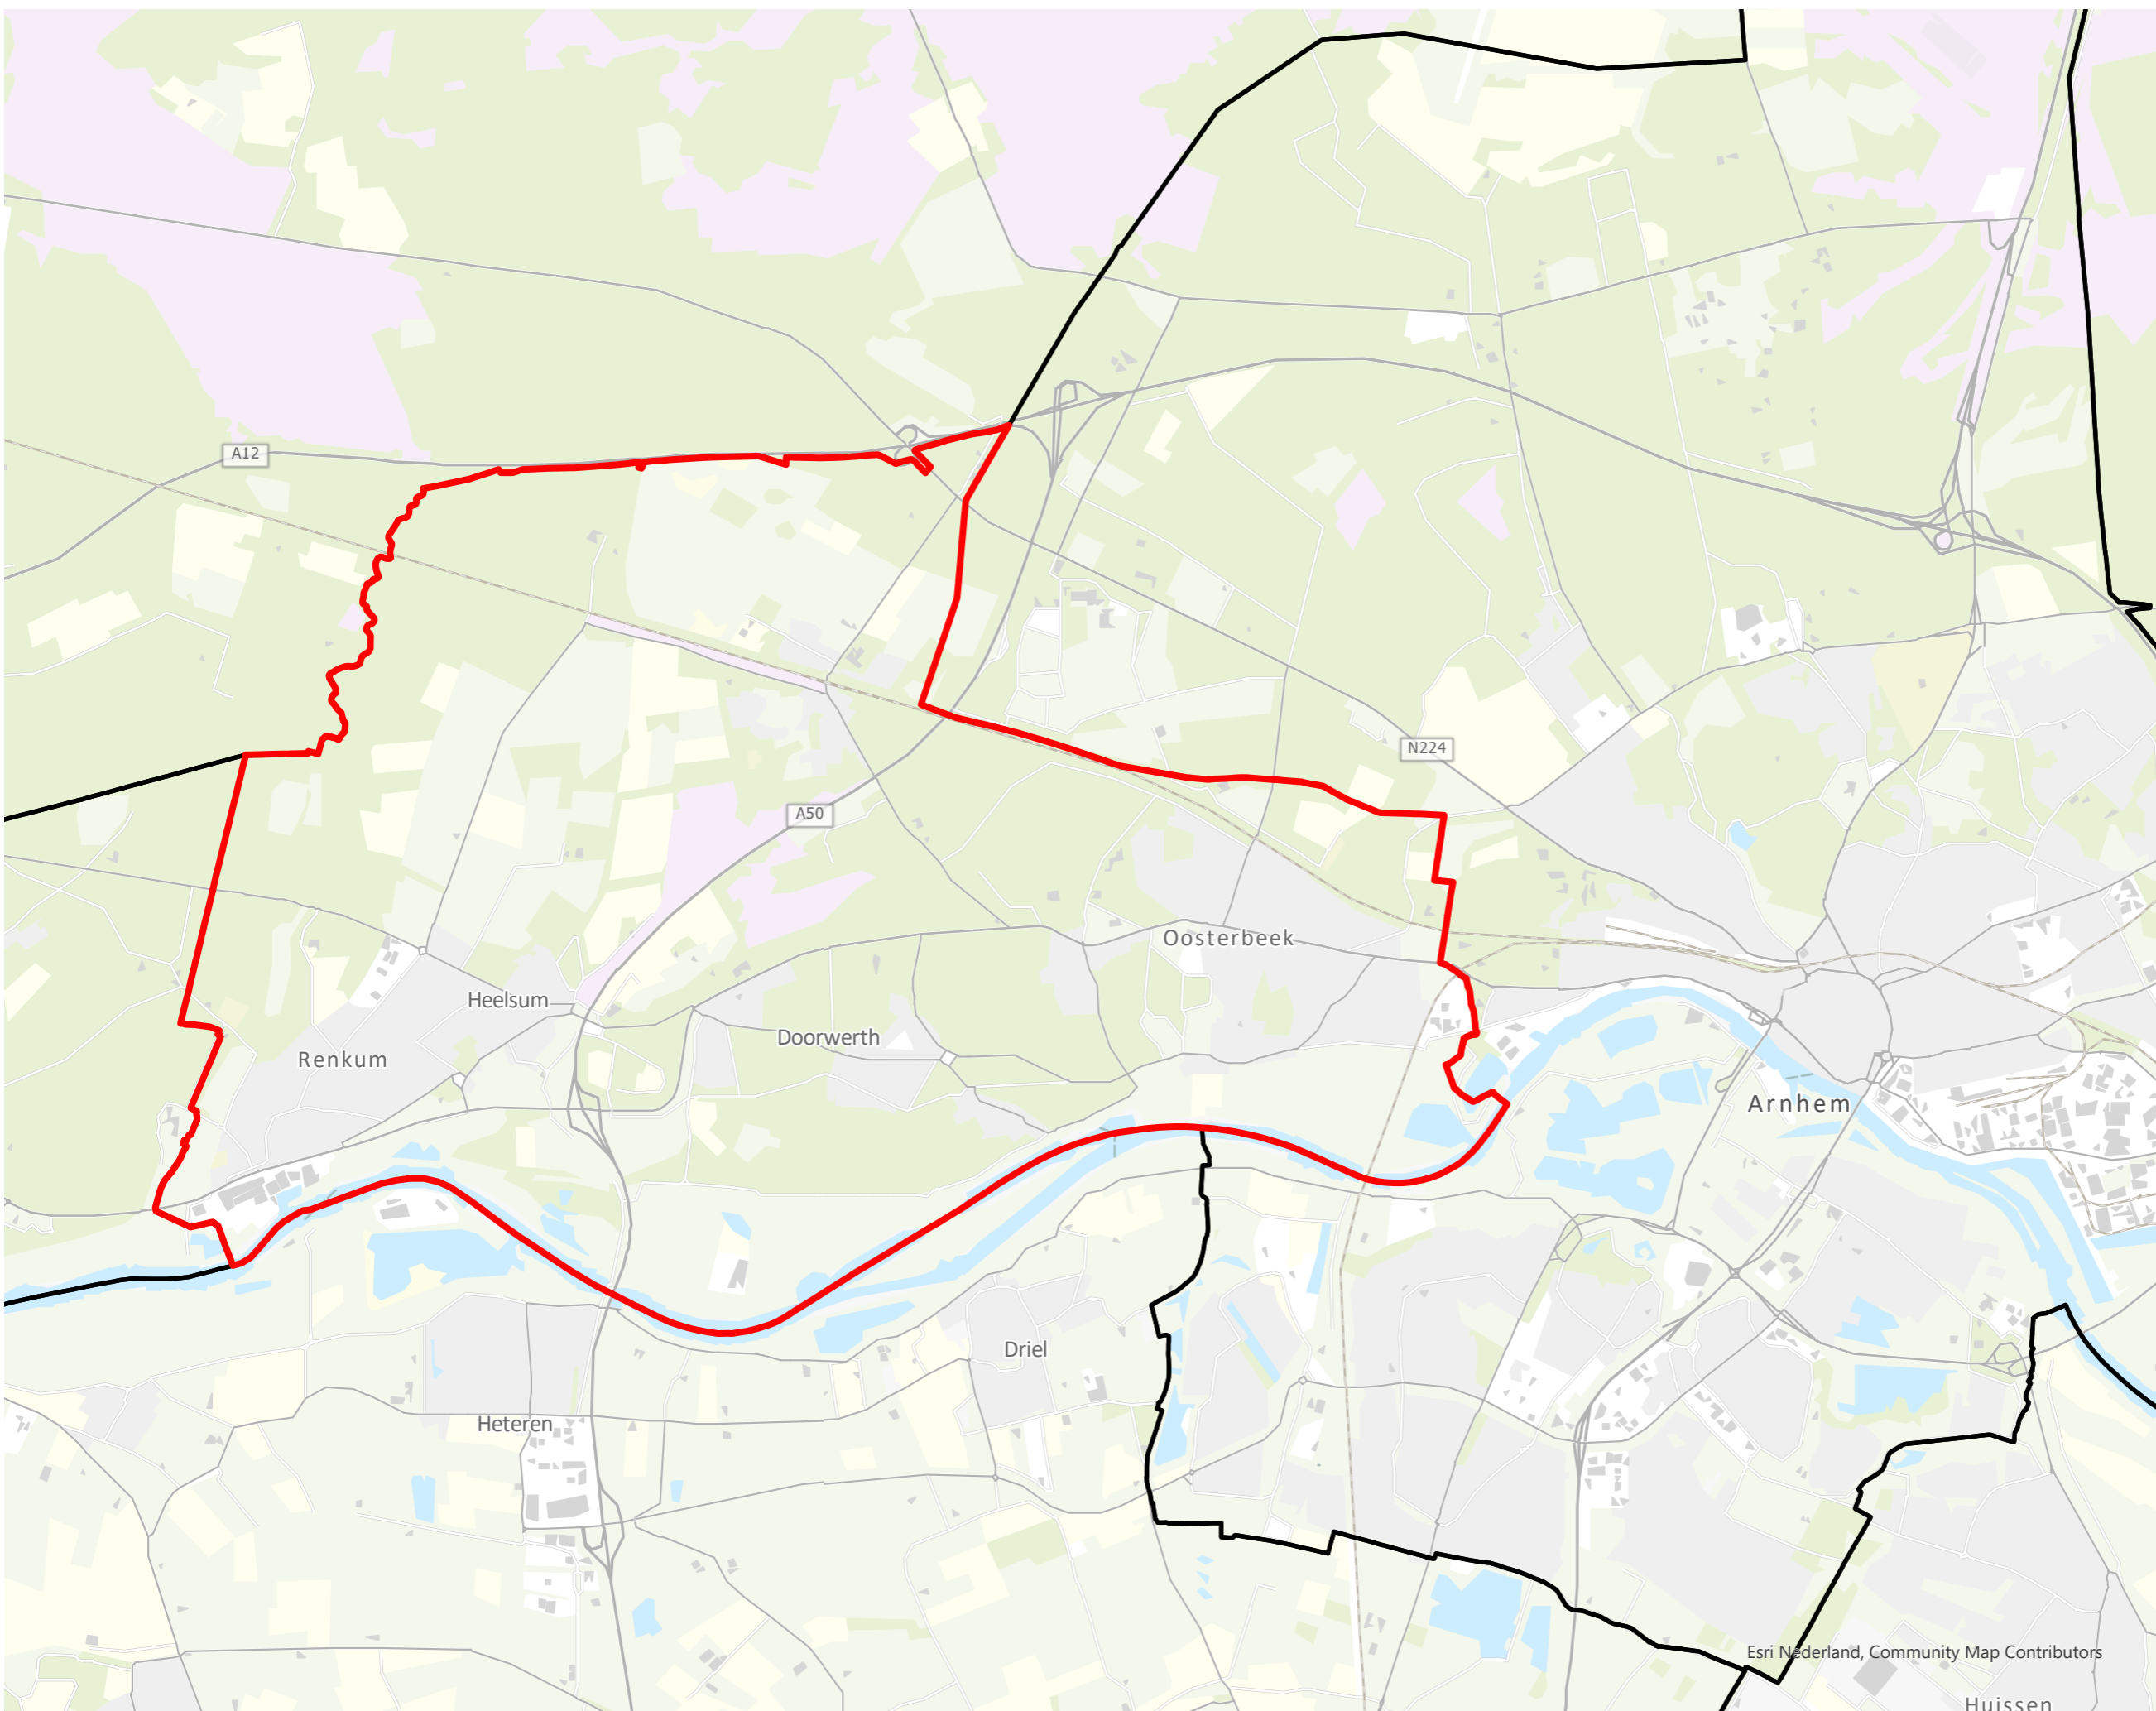 A12
N224
A50
Oosterbeek
Heelsum
Doorwerth
Renkum
Arnhem
Driel
Heteren
Esri Nederland, Community Map Contributors
Huissen